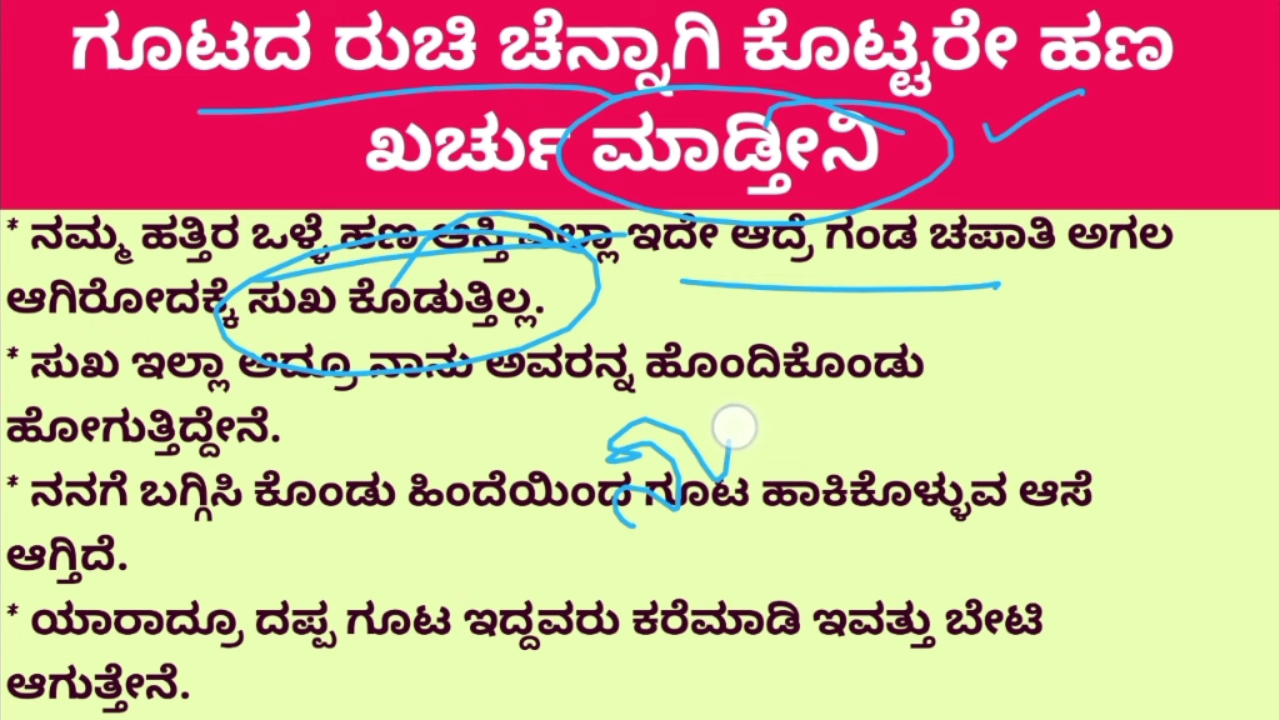 ಗೂಟದ ರುಚಿ ಚೆನ್ನಾಗಿ ಕೊಟ್ಟರೇ ಹಣ
ಖರ್ಚು ಮಾಡ್ತೀನಿ
* ನಮ್ಮ ಹತ್ತಿರ ಒಳ್ಳೆ ಹಣ ಆಸ್ತಿ ಎಲ್ಲಾ ಇದೇ ಆದ್ರೆ ಗಂಡ ಚಪಾತಿ ಅಗಲ
ಆಗಿರೋದಕ್ಕೆ ಸುಖ ಕೊಡುತ್ತಿಲ್ಲ.
* ಸುಖ ಇಲ್ಲಾ ಆದ್ರೂ ನಾನು ಅವರನ್ನ ಹೊಂದಿಕೊಂಡು
ಹೋಗುತ್ತಿದ್ದೇನೆ.
* ನನಗೆ ಬಗ್ಗಿಸಿ ಕೊಂಡು ಹಿಂದೆಯಿಂದ ಗೂಟ ಹಾಕಿಕೊಳ್ಳುವ ಆಸೆ
ಆಗ್ತಿದೆ.
* ಯಾರಾದ್ರೂ ದಪ್ಪ ಗೂಟ ಇದ್ದವರು ಕರೆಮಾಡಿ ಇವತ್ತು ಬೇಟಿ
ಆಗುತ್ತೇನೆ.